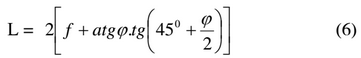 L = 2[f + atgφ.tg(45⁰ + φ/2)] (6)